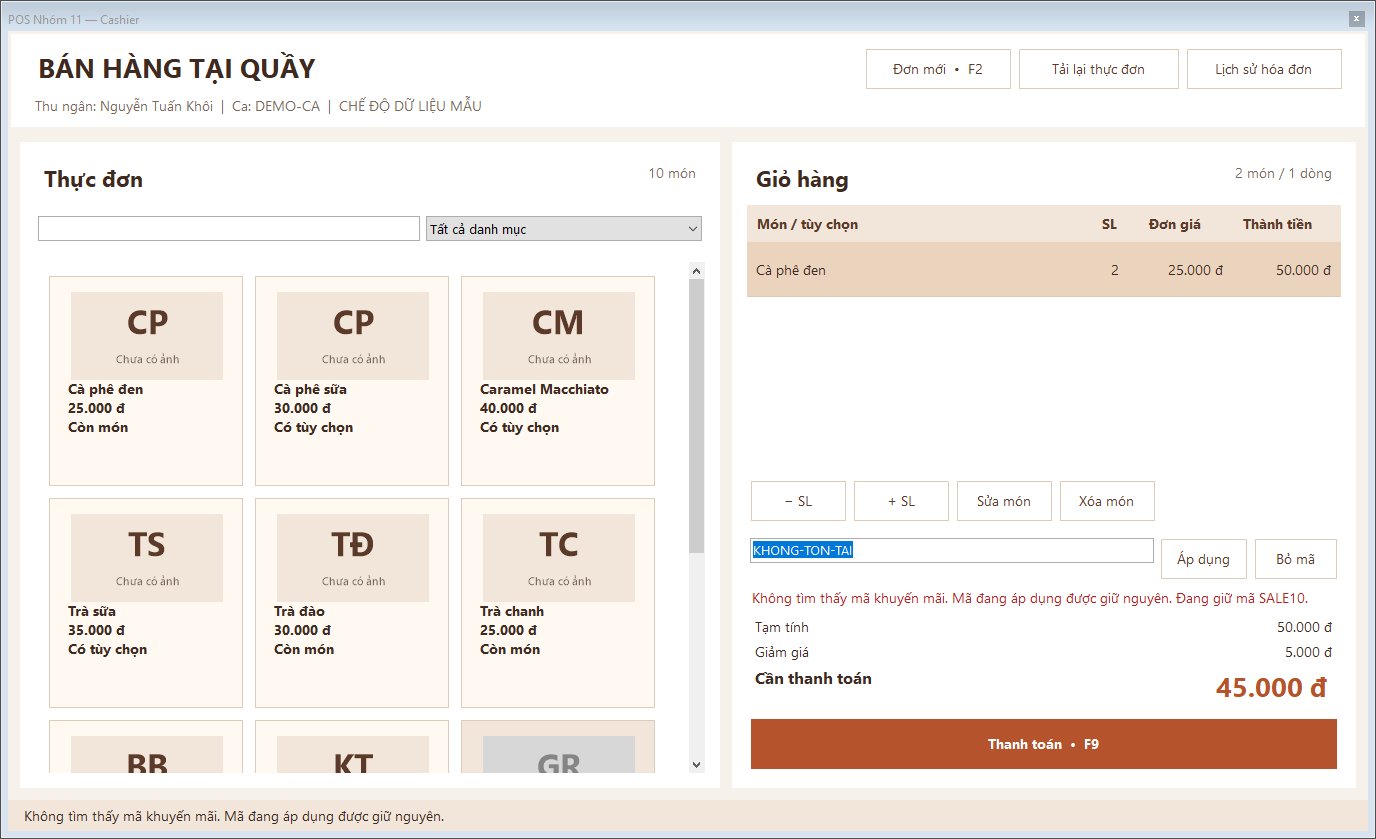 POS Nhóm 11 — Cashier
x
BÁN HÀNG TẠI QUẦY
Thu ngân: Nguyễn Tuấn Khôi | Ca: DEMO-CA | CHẾ ĐỘ DỮ LIỆU MẪU
Đơn mới • F2
Tải lại thực đơn
Lịch sử hóa đơn
Thực đơn
10 món
Tất cả danh mục
CP
Chưa có ảnh
Cà phê đen
25.000 đ
Còn món
CP
Chưa có ảnh
Cà phê sữa
30.000 đ
Có tùy chọn
CM
Chưa có ảnh
Caramel Macchiato
40.000 đ
Có tùy chọn
TS
Chưa có ảnh
Trà sữa
35.000 đ
Có tùy chọn
TĐ
Chưa có ảnh
Trà đào
30.000 đ
Còn món
TC
Chưa có ảnh
Trà chanh
25.000 đ
Còn món
BB
KT
GR
Giỏ hàng
2 món / 1 dòng
Món / tùy chọn SL Đơn giá Thành tiền
Cà phê đen 2 25.000 đ 50.000 đ
− SL
+ SL
Sửa món
Xóa món
KHONG-TON-TAI
Áp dụng
Bỏ mã
Không tìm thấy mã khuyến mãi. Mã đang áp dụng được giữ nguyên. Đang giữ mã SALE10.
Tạm tính 50.000 đ
Giảm giá 5.000 đ
Cần thanh toán 45.000 đ
Thanh toán • F9
Không tìm thấy mã khuyến mãi. Mã đang áp dụng được giữ nguyên.